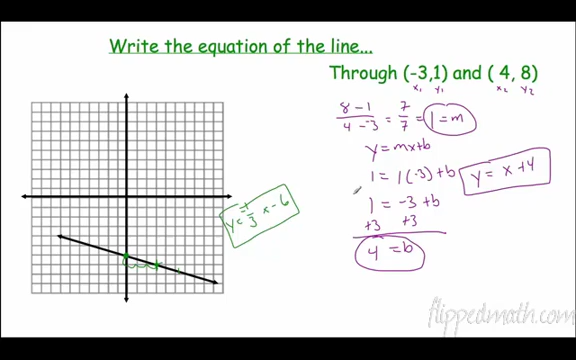 Write the equation of the line...
Through (-3,1) and ( 4, 8)
x₁ y₁ x₂ y₂
8-1/4--3 = 7/7 = 1=m
y=mx+b
1 = 1(-3)+b
y= x+4
1 = -3 +b
+3 +3
4 =b
y= -1/3 x-6
flippedmath.com